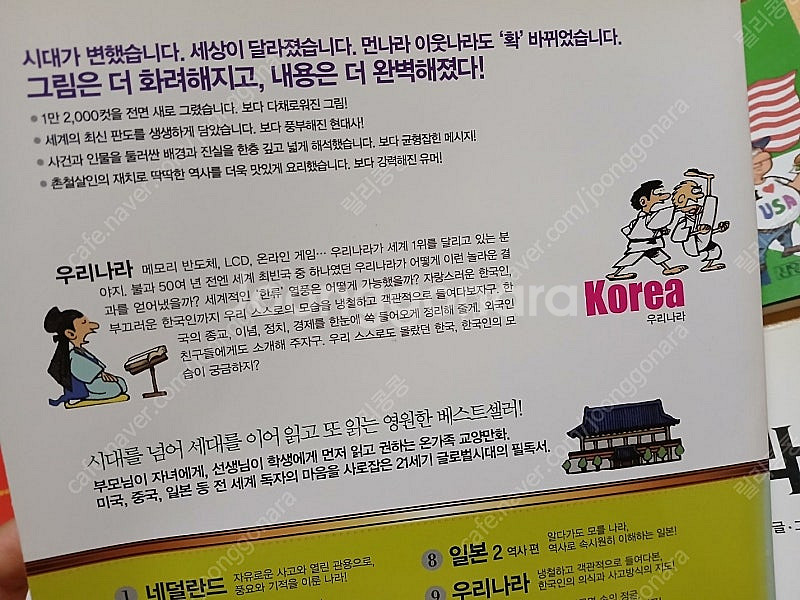 시대가 변했습니다. 세상이 달라졌습니다. 먼나라 이웃나라도 '확' 바뀌었습니다.
그림은 더 화려해지고, 내용은 더 완벽해졌다!
● 1만 2,000컷을 전면 새로 그렸습니다. 보다 다채로워진 그림!
● 세계의 최신 판도를 생생하게 담았습니다. 보다 풍부해진 현대사!
● 사건과 인물을 둘러싼 배경과 진실을 한층 깊고 넓게 해석했습니다. 보다 균형잡힌 메시지!
● 촌철살인의 재치로 딱딱한 역사를 더욱 맛있게 요리했습니다. 보다 강력해진 유머!
우리나라 메모리 반도체, LCD, 온라인 게임… 우리나라가 세계 1위를 달리고 있는 분
야지. 불과 50여 년 전엔 세계 최빈국 중 하나였던 우리나라가 어떻게 이런 놀라운 결
과를 얻어냈을까? 세계적인 '한류' 열풍은 어떻게 가능했을까? 자랑스러운 한국인,
부끄러운 한국인까지 우리 스스로의 모습을 냉철하고 객관적으로 들여다보자구. 한
국의 종교, 이념, 정치, 경제를 한눈에 쏙 들어오게 정리해 줄게. 외국인
친구들에게도 소개해 주자구. 우리 스스로도 몰랐던 한국, 한국인의 모
습이 궁금하지?
Korea
우리나라
시대를 넘어 세대를 이어 읽고 또 읽는 영원한 베스트셀러!
부모님이 자녀에게, 선생님이 학생에게 먼저 읽고 권하는 온가족 교양만화.
미국, 중국, 일본 등 전 세계 독자의 마음을 사로잡은 21세기 글로벌시대의 필독서.
1 네덜란드 자유로운 사고와 열린 관용으로,
풍요와 기적을 이룬 나라!
8 일본 2 역사 편 알다가도 모를 나라,
역사로 속시원히 이해하는 일본!
9 우리나라 냉철하고 객관적으로 들여다본,
한국인의 의식과 사고방식의 지도!
I ♥ USA
글·그
joonggonara
cafe.naver.com/joonggonara
릴리콩콩